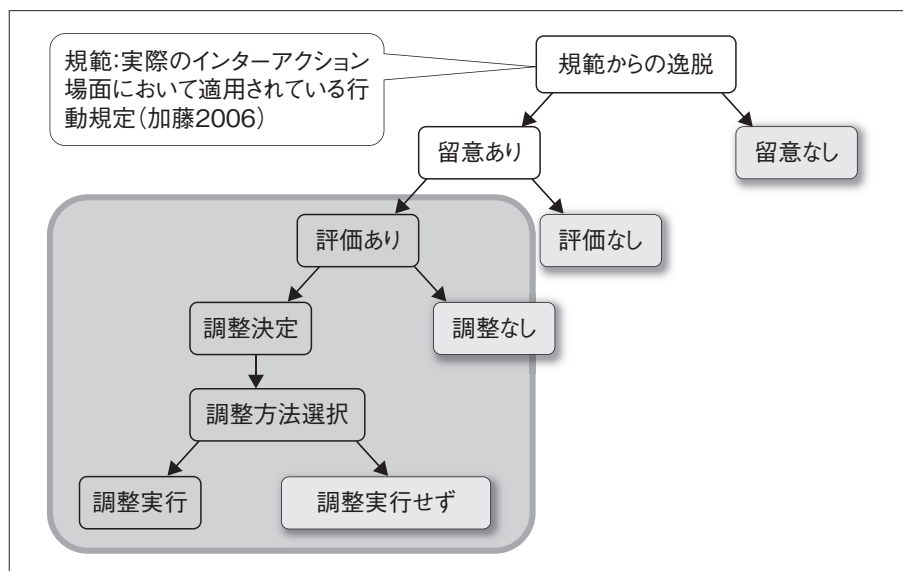 規範:実際のインターアクション
場面において適用されている行
動規定(加藤2006)
規範からの逸脱
留意あり
留意なし
評価あり
評価なし
調整決定
調整なし
調整方法選択
調整実行
調整実行せず